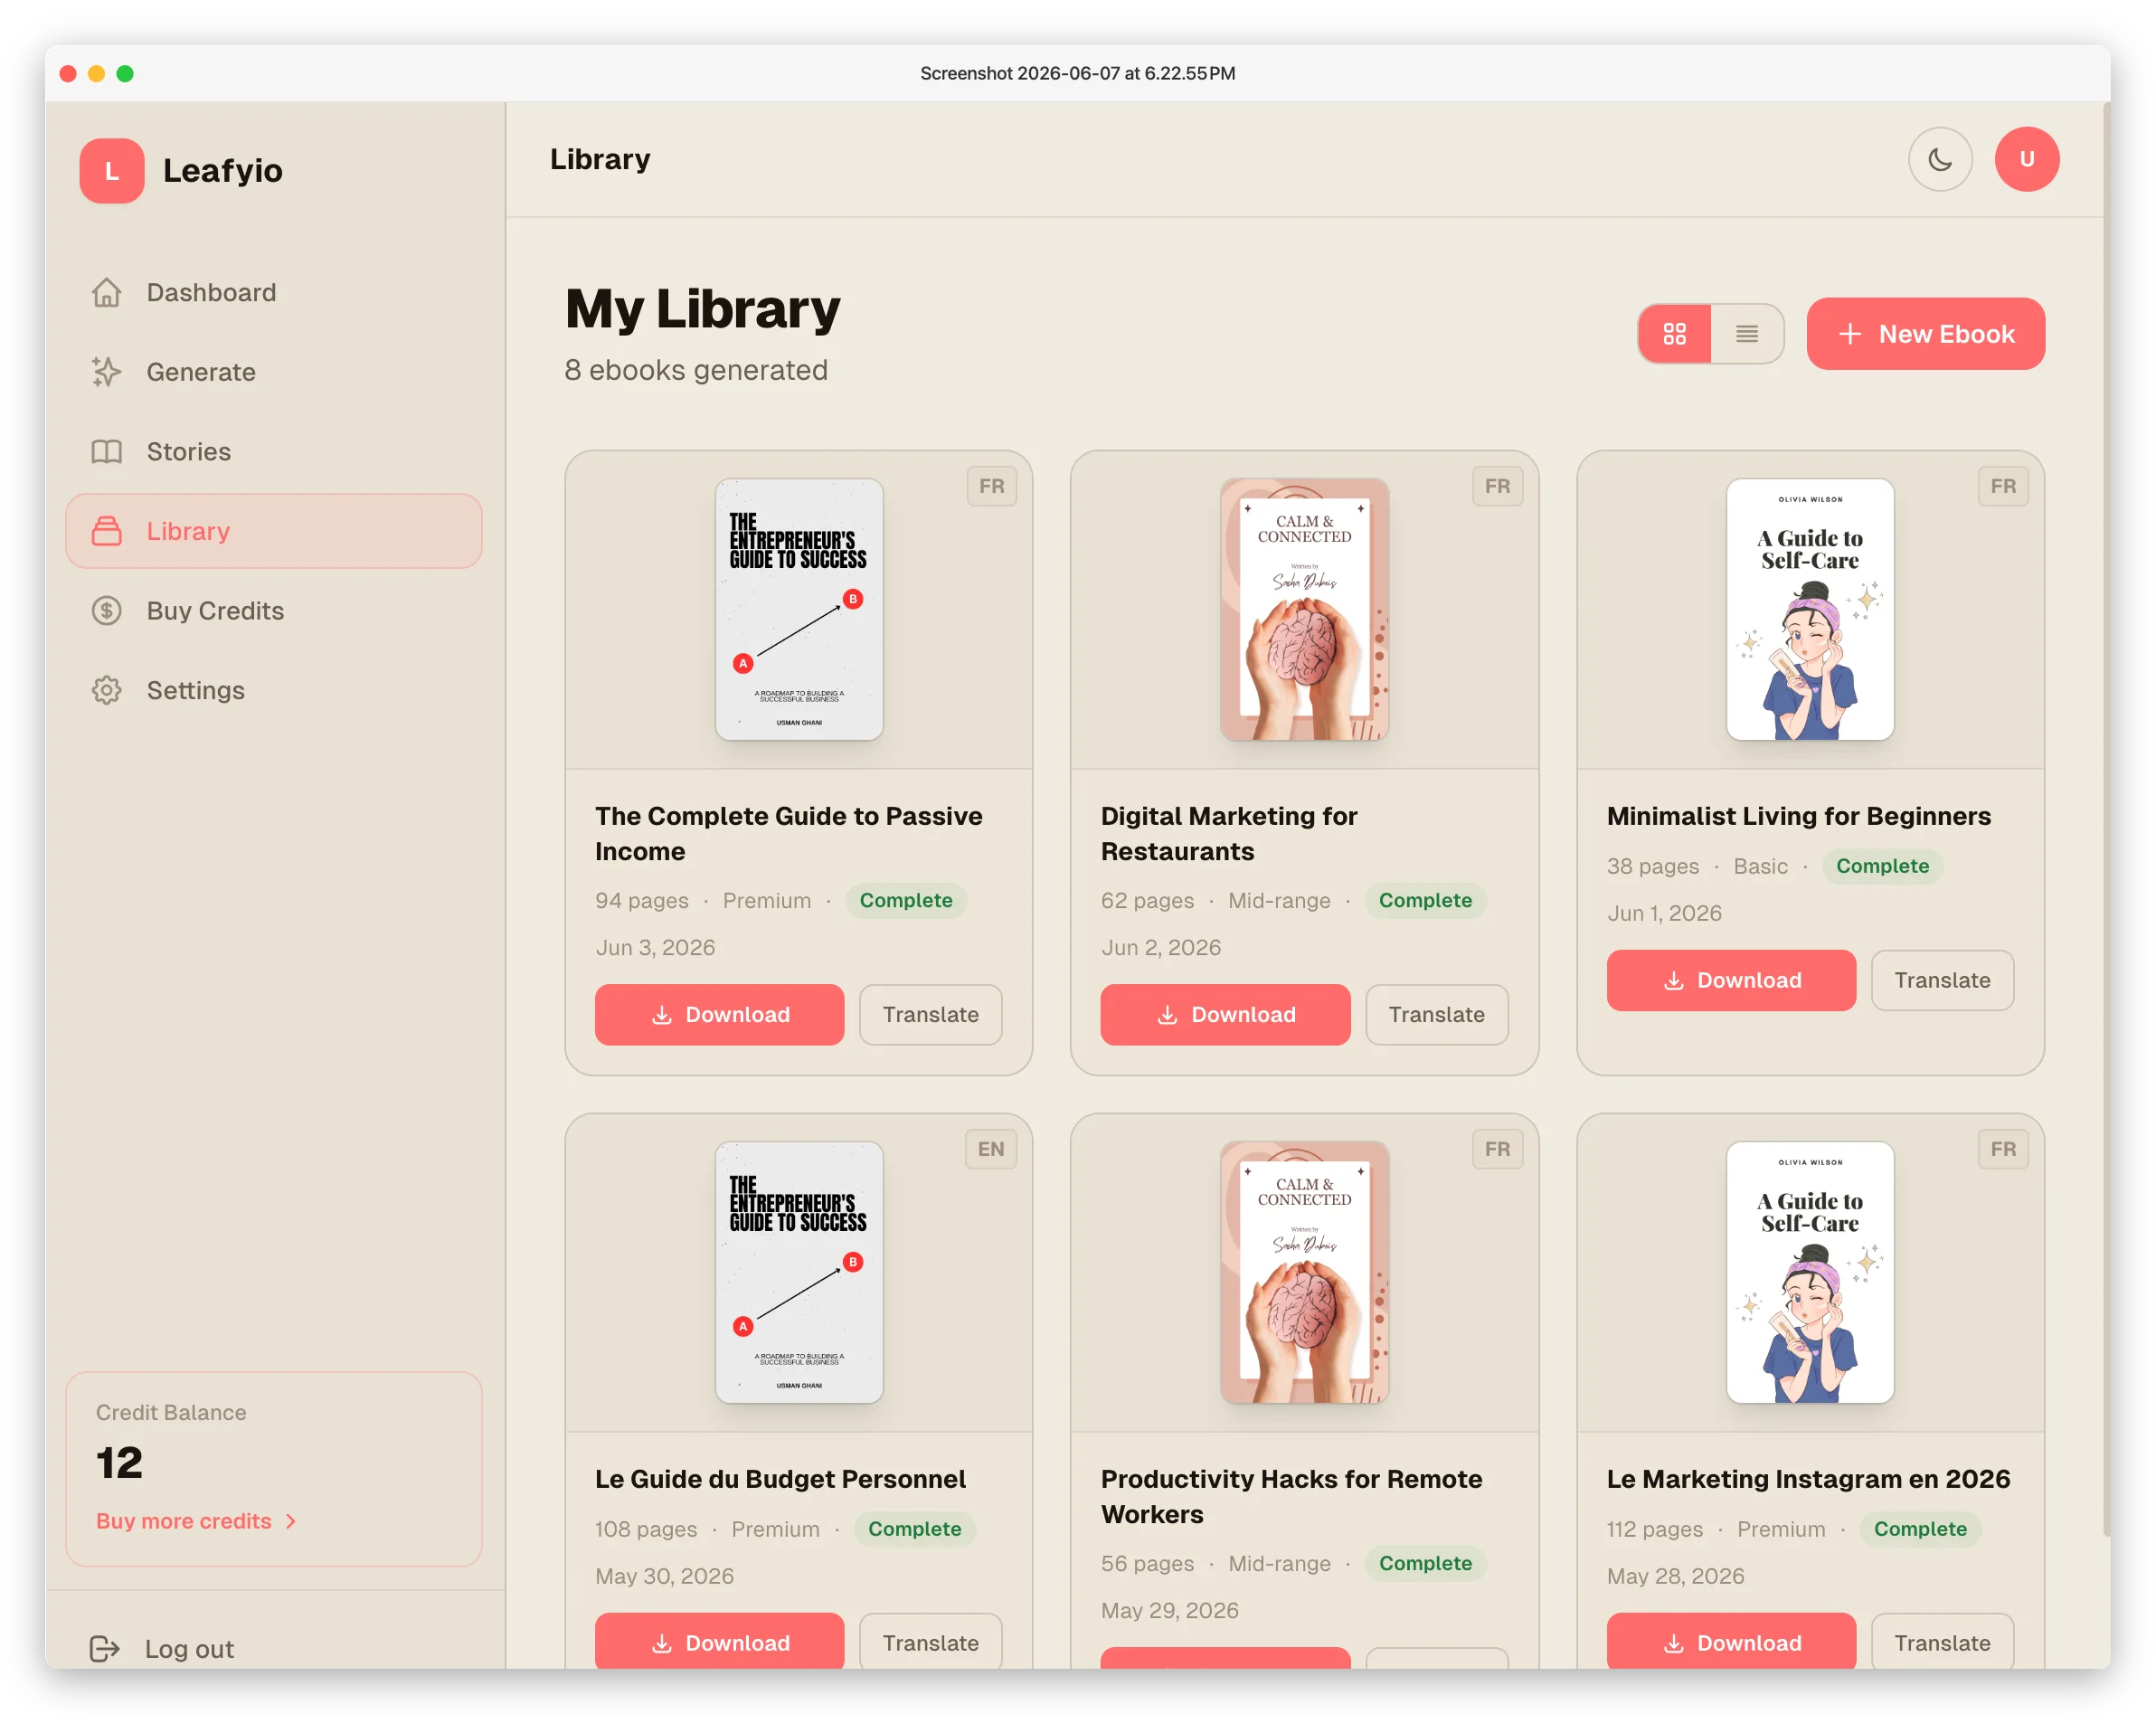 Screenshot 2026-06-07 at 6.22.55 PM
L Leafyio
Dashboard
Generate
Stories
Library
Buy Credits
Settings
Credit Balance
12
Buy more credits
Log out
Library
U
My Library
8 ebooks generated
New Ebook
FR
THE
ENTREPRENEUR'S
GUIDE TO SUCCESS
B
A
A ROADMAP TO BUILDING A
SUCCESSFUL BUSINESS
USMAN GHANI
The Complete Guide to Passive
Income
94 pages · Premium · Complete
Jun 3, 2026
Download Translate
FR
CALM &
CONNECTED
Written by
Sacha Dubois
Digital Marketing for
Restaurants
62 pages · Mid-range · Complete
Jun 2, 2026
Download Translate
FR
OLIVIA WILSON
A Guide to
Self-Care
Minimalist Living for Beginners
38 pages · Basic · Complete
Jun 1, 2026
Download Translate
EN
THE
ENTREPRENEUR'S
GUIDE TO SUCCESS
B
A
A ROADMAP TO BUILDING A
SUCCESSFUL BUSINESS
USMAN GHANI
Le Guide du Budget Personnel
108 pages · Premium · Complete
May 30, 2026
Download Translate
FR
CALM &
CONNECTED
Written by
Sacha Dubois
Productivity Hacks for Remote
Workers
56 pages · Mid-range · Complete
May 29, 2026
FR
OLIVIA WILSON
A Guide to
Self-Care
Le Marketing Instagram en 2026
112 pages · Premium · Complete
May 28, 2026
Download Translate